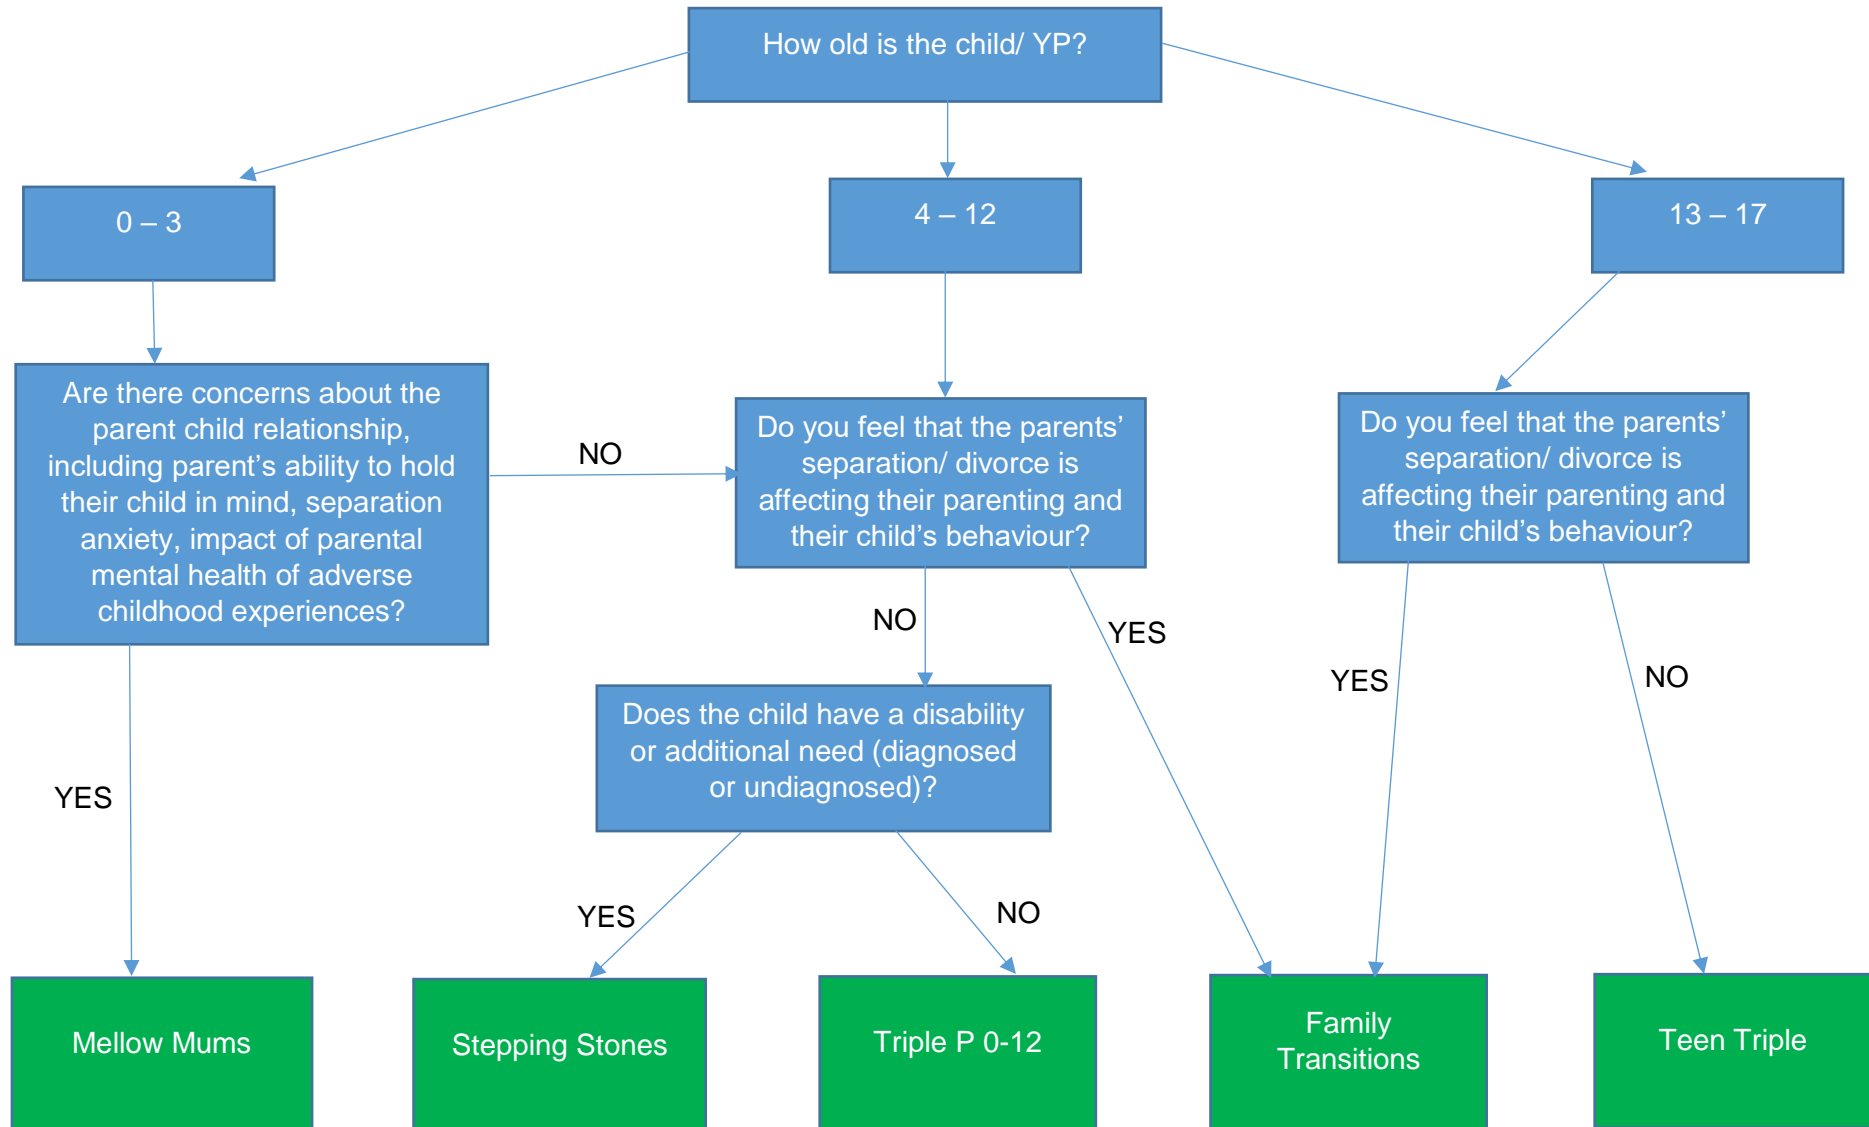 How old is the child/ YP?
0 – 3
4 – 12
13 – 17
Are there concerns about the
parent child relationship,
including parent’s ability to hold
their child in mind, separation
anxiety, impact of parental
mental health of adverse
childhood experiences?
NO
Do you feel that the parents’
separation/ divorce is
affecting their parenting and
their child’s behaviour?
Do you feel that the parents’
separation/ divorce is
affecting their parenting and
their child’s behaviour?
NO
YES
YES
NO
Does the child have a disability
or additional need (diagnosed
or undiagnosed)?
YES
YES
NO
Mellow Mums
Stepping Stones
Triple P 0-12
Family
Transitions
Teen Triple